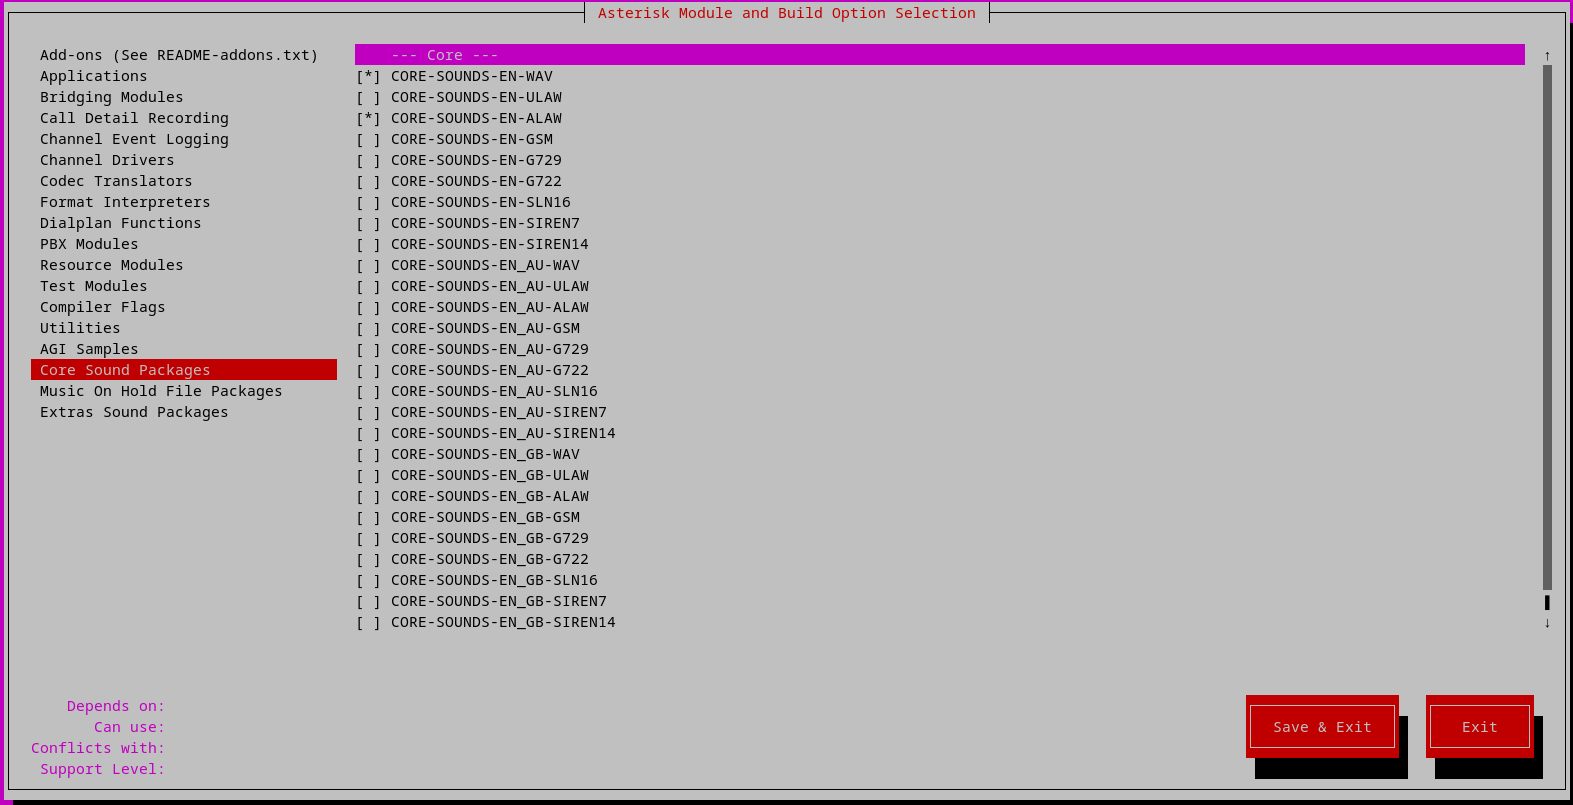 Asterisk Module and Build Option Selection
Add-ons (See README-addons.txt)
Applications
Bridging Modules
Call Detail Recording
Channel Event Logging
Channel Drivers
Codec Translators
Format Interpreters
Dialplan Functions
PBX Modules
Resource Modules
Test Modules
Compiler Flags
Utilities
AGI Samples
Core Sound Packages
Music On Hold File Packages
Extras Sound Packages
--- Core ---
[*] CORE-SOUNDS-EN-WAV
[ ] CORE-SOUNDS-EN-ULAW
[*] CORE-SOUNDS-EN-ALAW
[ ] CORE-SOUNDS-EN-GSM
[ ] CORE-SOUNDS-EN-G729
[ ] CORE-SOUNDS-EN-G722
[ ] CORE-SOUNDS-EN-SLN16
[ ] CORE-SOUNDS-EN-SIREN7
[ ] CORE-SOUNDS-EN-SIREN14
[ ] CORE-SOUNDS-EN_AU-WAV
[ ] CORE-SOUNDS-EN_AU-ULAW
[ ] CORE-SOUNDS-EN_AU-ALAW
[ ] CORE-SOUNDS-EN_AU-GSM
[ ] CORE-SOUNDS-EN_AU-G729
[ ] CORE-SOUNDS-EN_AU-G722
[ ] CORE-SOUNDS-EN_AU-SLN16
[ ] CORE-SOUNDS-EN_AU-SIREN7
[ ] CORE-SOUNDS-EN_AU-SIREN14
[ ] CORE-SOUNDS-EN_GB-WAV
[ ] CORE-SOUNDS-EN_GB-ULAW
[ ] CORE-SOUNDS-EN_GB-ALAW
[ ] CORE-SOUNDS-EN_GB-GSM
[ ] CORE-SOUNDS-EN_GB-G729
[ ] CORE-SOUNDS-EN_GB-G722
[ ] CORE-SOUNDS-EN_GB-SLN16
[ ] CORE-SOUNDS-EN_GB-SIREN7
[ ] CORE-SOUNDS-EN_GB-SIREN14
↑
↓
Depends on:
Can use:
Conflicts with:
Support Level:
Save & Exit
Exit